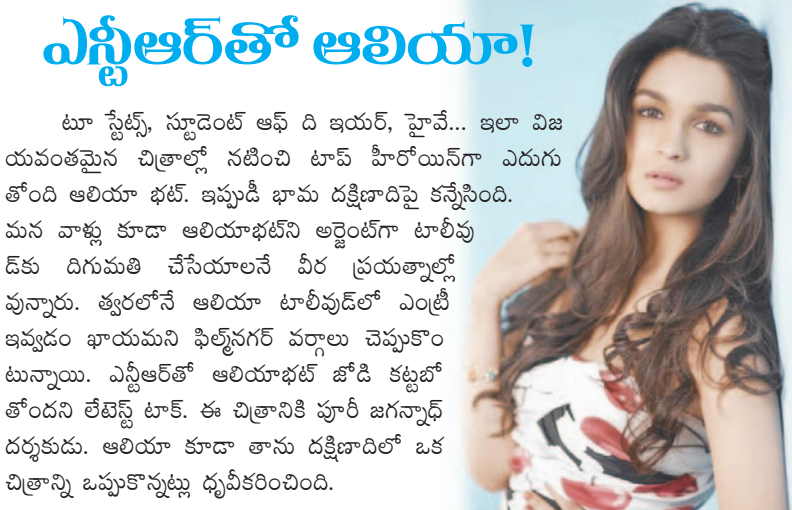 ఎన్టీఆర్‌తో ఆలియా!
టూ స్టేట్స్, స్టూడెంట్ ఆఫ్ ది ఇయర్, హైవే... ఇలా విజ
యవంతమైన చిత్రాల్లో నటించి టాప్ హీరోయిన్‌గా ఎదుగు
తోంది ఆలియా భట్. ఇప్పుడీ భామ దక్షిణాదిపై కన్నేసింది.
మన వాళ్లు కూడా ఆలియాభట్‌ని అర్జెంట్‌గా టాలీవు
డ్‌కు దిగుమతి చేసేయాలనే వీర ప్రయత్నాల్లో
వున్నారు. త్వరలోనే ఆలియా టాలీవుడ్‌లో ఎంట్రీ
ఇవ్వడం ఖాయమని ఫిల్మ్‌నగర్ వర్గాలు చెప్పుకొం
టున్నాయి. ఎన్టీఆర్‌తో ఆలియాభట్ జోడి కట్టబో
తోందని లేటెస్ట్ టాక్. ఈ చిత్రానికి పూరీ జగన్నాధ్
దర్శకుడు. ఆలియా కూడా తాను దక్షిణాదిలో ఒక
చిత్రాన్ని ఒప్పుకొన్నట్లు ధృవీకరించింది.